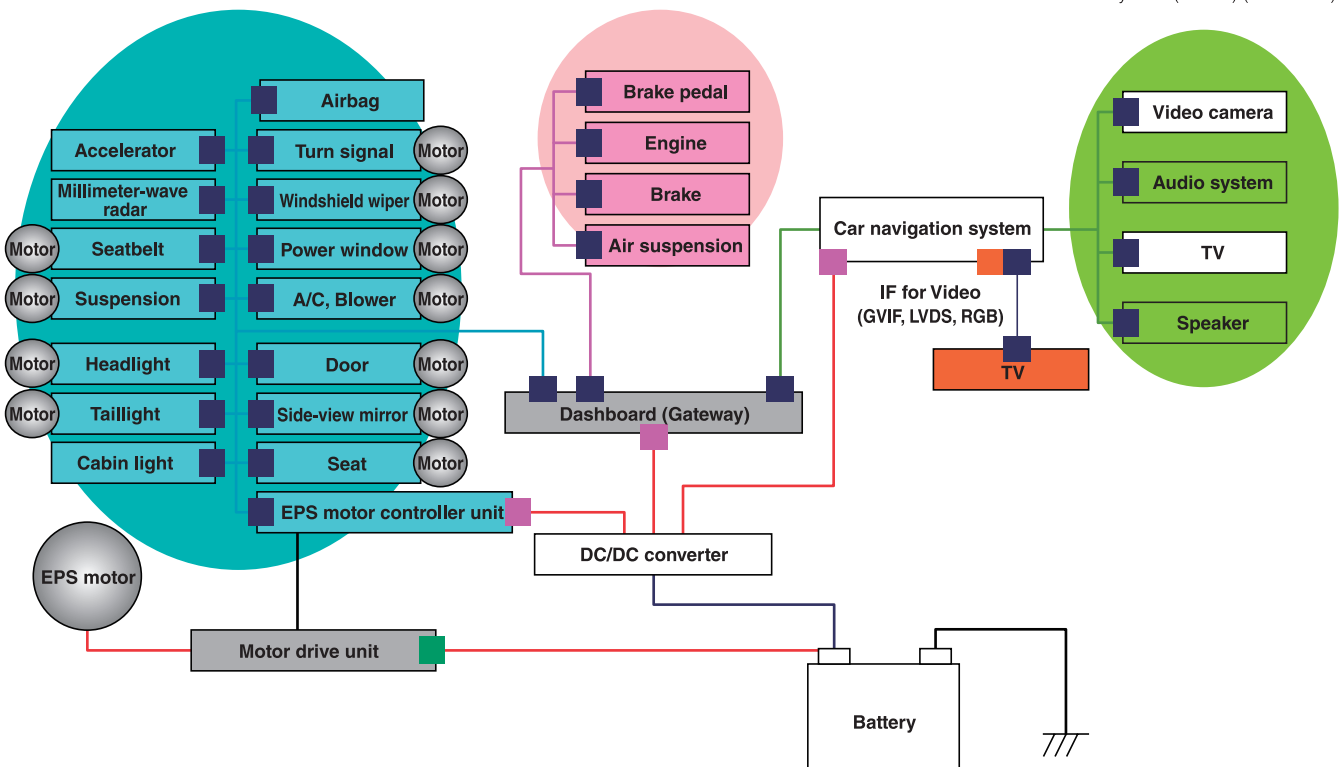 Airbag
Accelerator
Turn signal
Motor
Millimeter-wave
radar
Windshield wiper
Motor
Motor
Seatbelt
Power window
Motor
Motor
Suspension
A/C, Blower
Motor
Motor
Headlight
Door
Motor
Motor
Taillight
Side-view mirror
Motor
Cabin light
Seat
Motor
EPS motor controller unit
EPS motor
Motor drive unit
Brake pedal
Engine
Brake
Air suspension
Dashboard (Gateway)
DC/DC converter
Battery
Car navigation system
IF for Video
(GVIF, LVDS, RGB)
TV
Video camera
Audio system
TV
Speaker